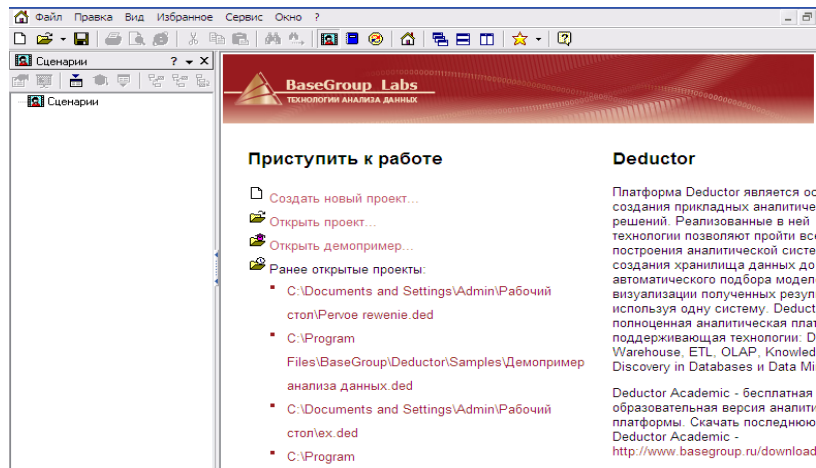 Файл Правка Вид Избранное Сервис Окно ?
Сценарии ?
Сценарии
BaseGroup Labs
ТЕХНОЛОГИИ АНАЛИЗА ДАННЫХ
Приступить к работе
Создать новый проект...
Открыть проект...
Открыть демопример...
Ранее открытые проекты:
C:\Documents and Settings\Admin\Рабочий
стол\Pervoe rewenie.ded
C:\Program
Files\BaseGroup\Deductor\Samples\Демопример
анализа данных.ded
C:\Documents and Settings\Admin\Рабочий
стол\ex.ded
C:\Program
Deductor
Платформа Deductor является ос
создания прикладных аналитиче
решений. Реализованные в ней
технологии позволяют пройти все
построения аналитической систе
создания хранилища данных до
автоматического подбора модел
визуализации полученных резул
используя одну систему. Deduct
полноценная аналитическая плат
поддерживающая технологии: D
Warehouse, ETL, OLAP, Knowled
Discovery in Databases и Data Mi
Deductor Academic - бесплатная
образовательная версия аналити
платформы. Скачать последнюю
Deductor Academic -
http://www.basegroup.ru/download